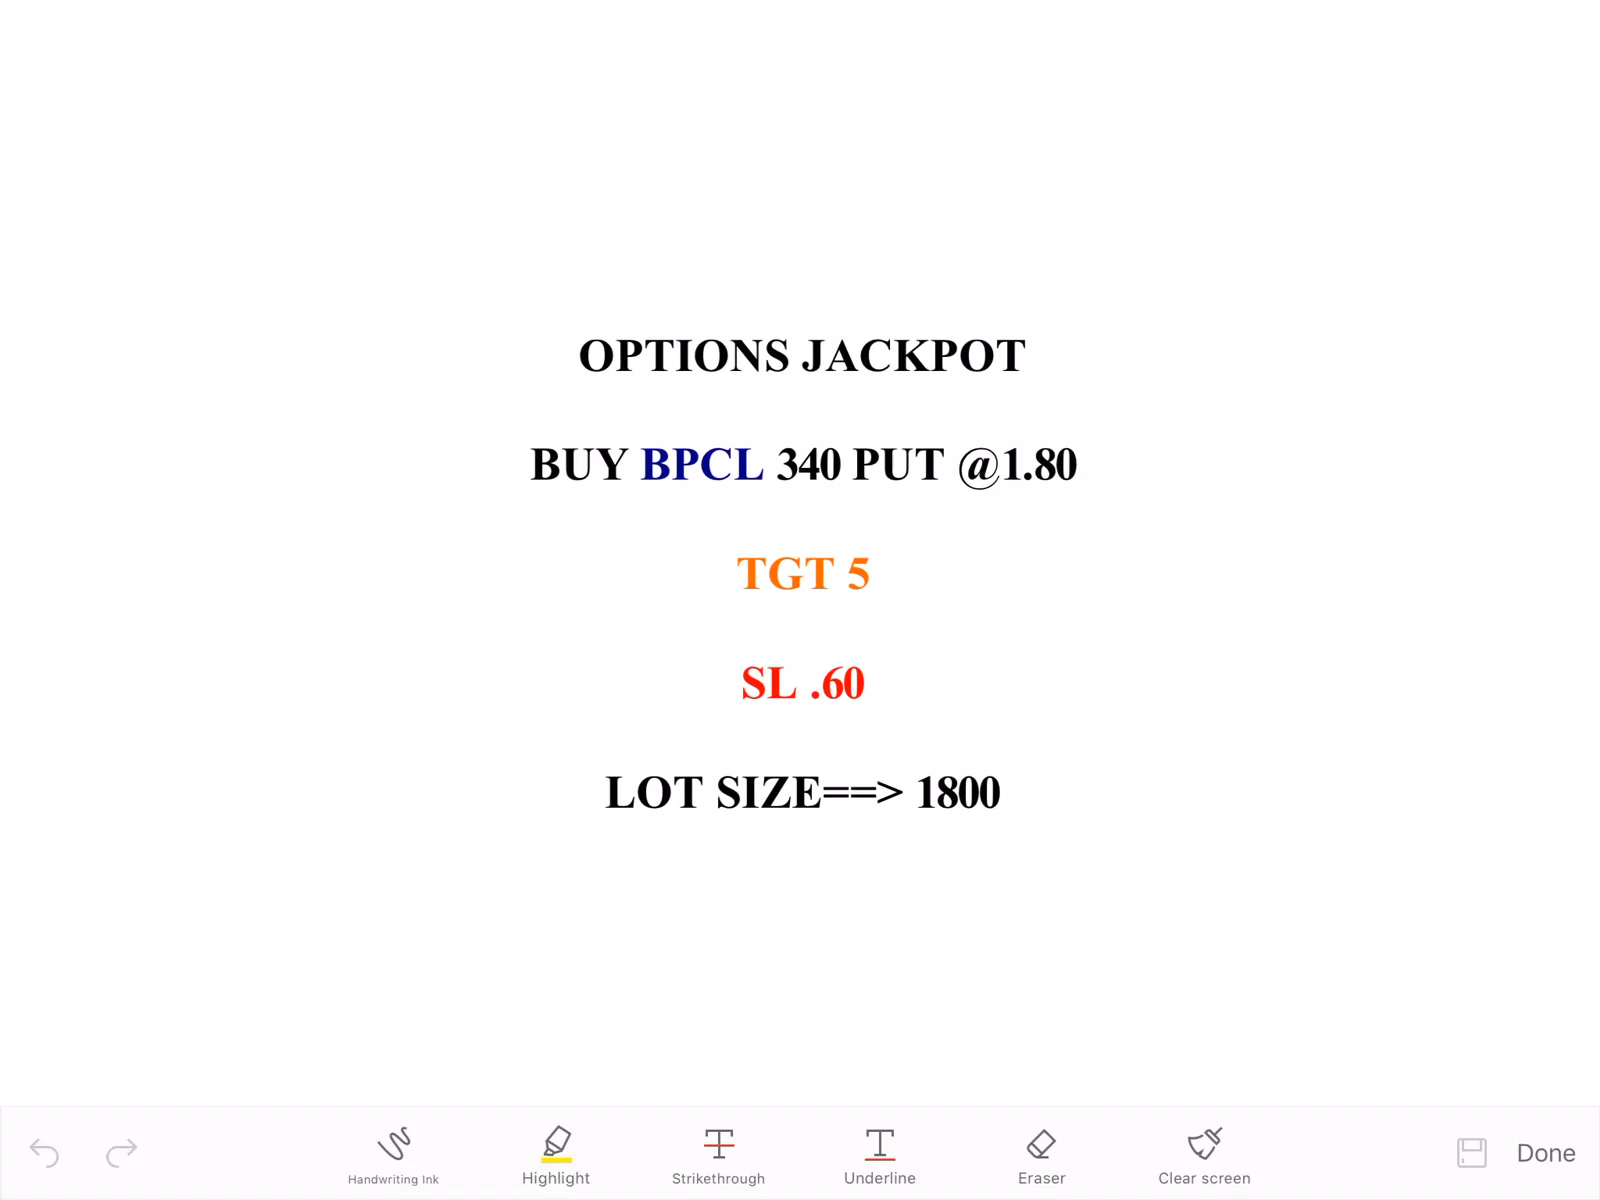 OPTIONS JACKPOT
BUY BPCL 340 PUT @1.80
TGT 5
SL .60
LOT SIZE==> 1800
Handwriting Ink
Highlight
Strikethrough
Underline
Eraser
Clear screen
Done